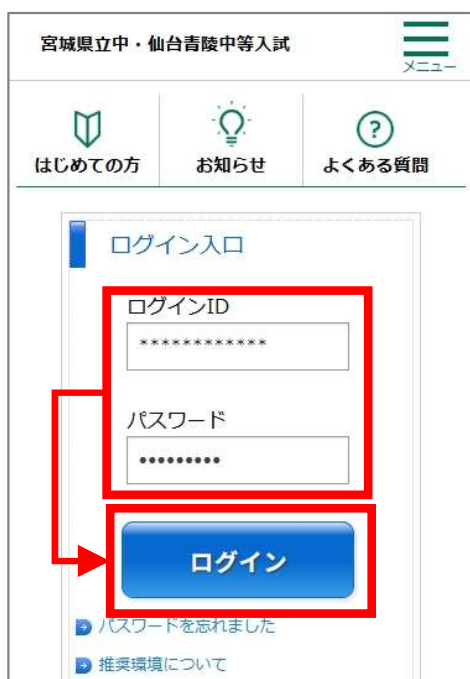 宮城県立中・仙台青陵中等入試
メニュー
はじめての方 お知らせ よくある質問
ログイン入口
ログインID
************
パスワード
•••••••••
ログイン
パスワードを忘れました
推奨環境について